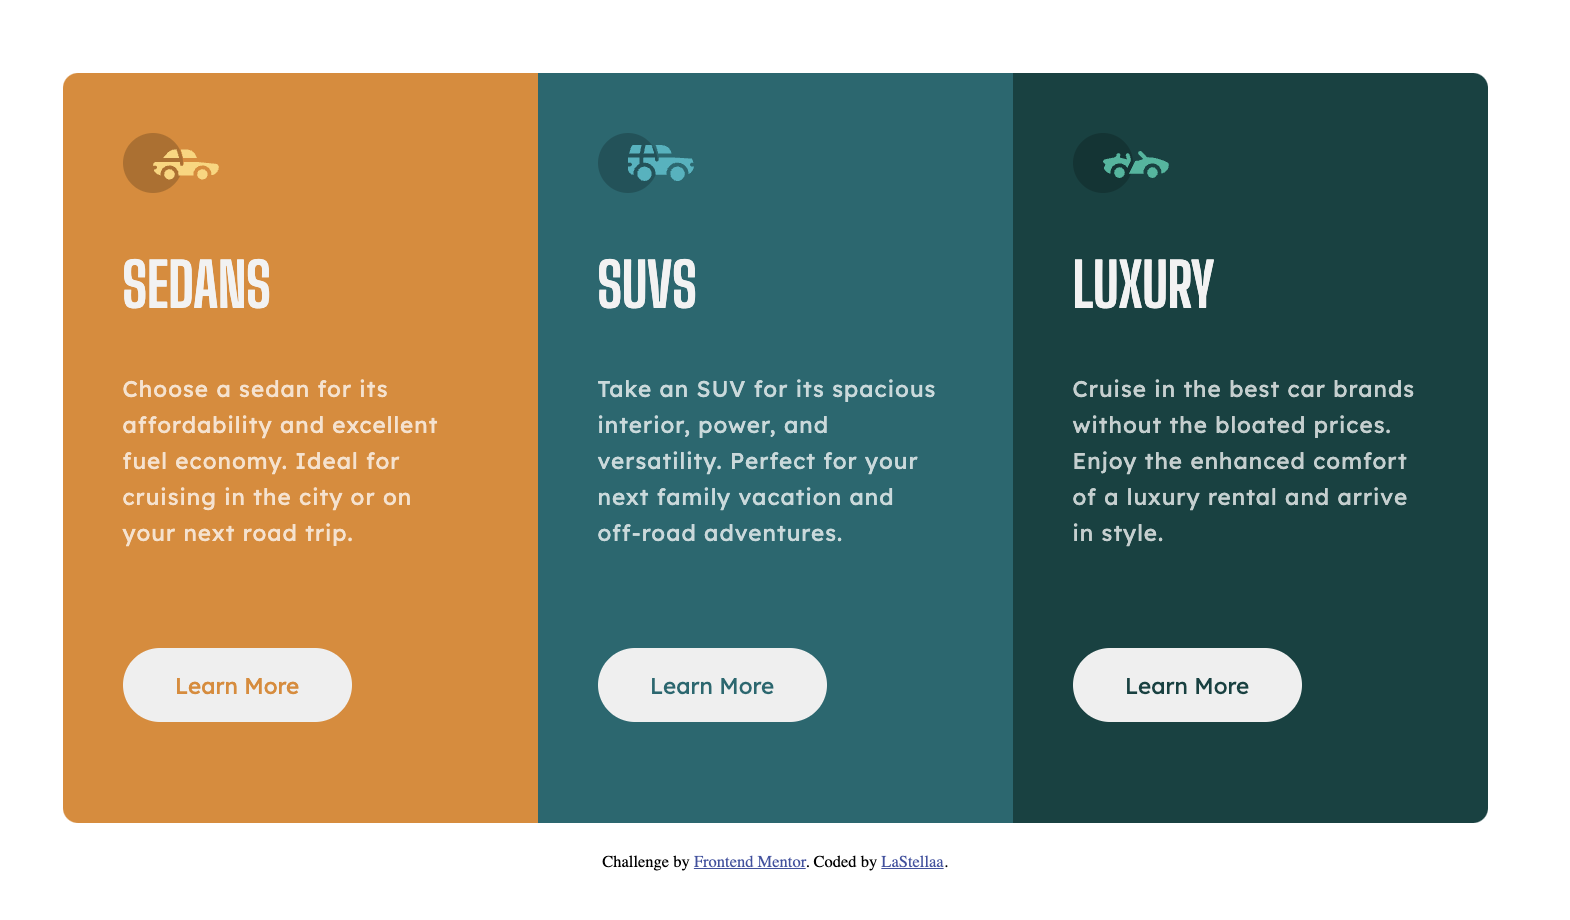 SEDANS
Choose a sedan for its
affordability and excellent
fuel economy. Ideal for
cruising in the city or on
your next road trip.
Learn More
SUVS
Take an SUV for its spacious
interior, power, and
versatility. Perfect for your
next family vacation and
off-road adventures.
Learn More
LUXURY
Cruise in the best car brands
without the bloated prices.
Enjoy the enhanced comfort
of a luxury rental and arrive
in style.
Learn More
Challenge by Frontend Mentor. Coded by LaStellaa.